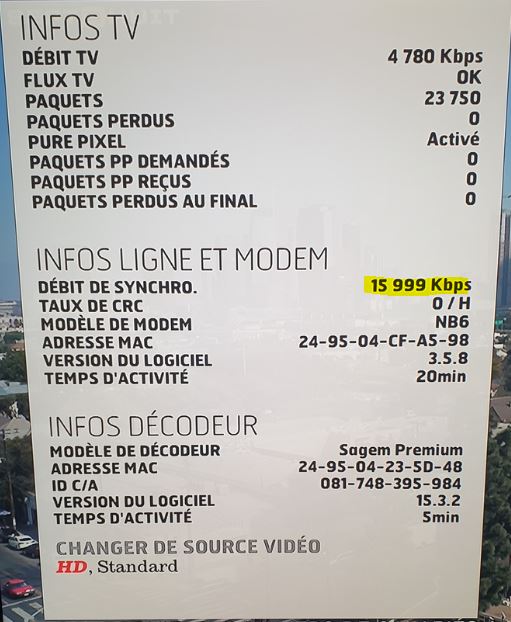 INFOS TV
DÉBIT TV 4 780 Kbps
FLUX TV OK
PAQUETS 23 750
PAQUETS PERDUS 0
PURE PIXEL Activé
PAQUETS PP DEMANDÉS 0
PAQUETS PP REÇUS 0
PAQUETS PERDUS AU FINAL 0
INFOS LIGNE ET MODEM
DÉBIT DE SYNCHRO. 15 999 Kbps
TAUX DE CRC 0 / H
MODÈLE DE MODEM NB6
ADRESSE MAC 24-95-04-CF-A5-98
VERSION DU LOGICIEL 3.5.8
TEMPS D'ACTIVITÉ 20min
INFOS DÉCODEUR
MODÈLE DE DÉCODEUR Sagem Premium
ADRESSE MAC 24-95-04-23-5D-48
ID C/A 081-748-395-984
VERSION DU LOGICIEL 15.3.2
TEMPS D'ACTIVITÉ 5min
CHANGER DE SOURCE VIDÉO
HD, Standard